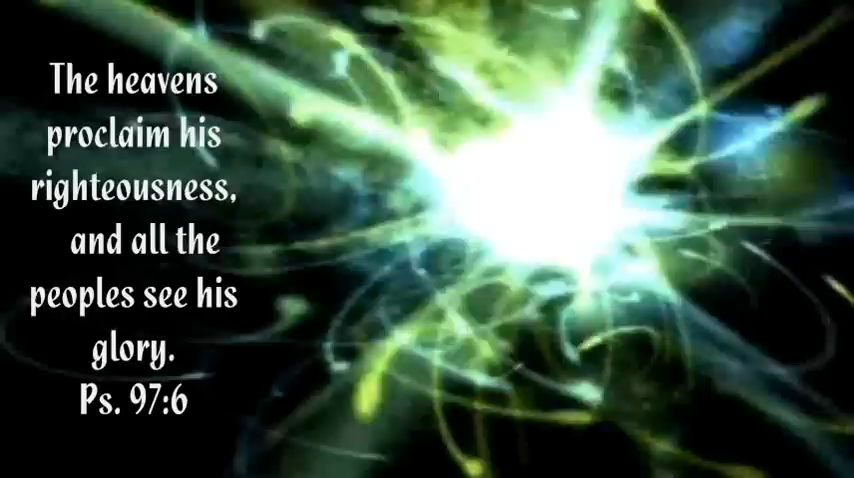 The heavens
proclaim his
righteousness,
and all the
peoples see his
glory.
Ps. 97:6